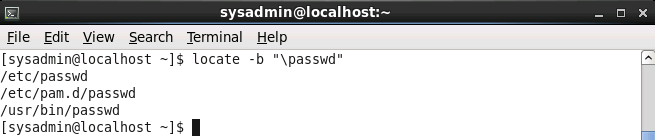 sysadmin@localhost:~
File Edit View Search Terminal Help
[sysadmin@localhost ~]$ locate -b "\passwd"
/etc/passwd
/etc/pam.d/passwd
/usr/bin/passwd
[sysadmin@localhost ~]$